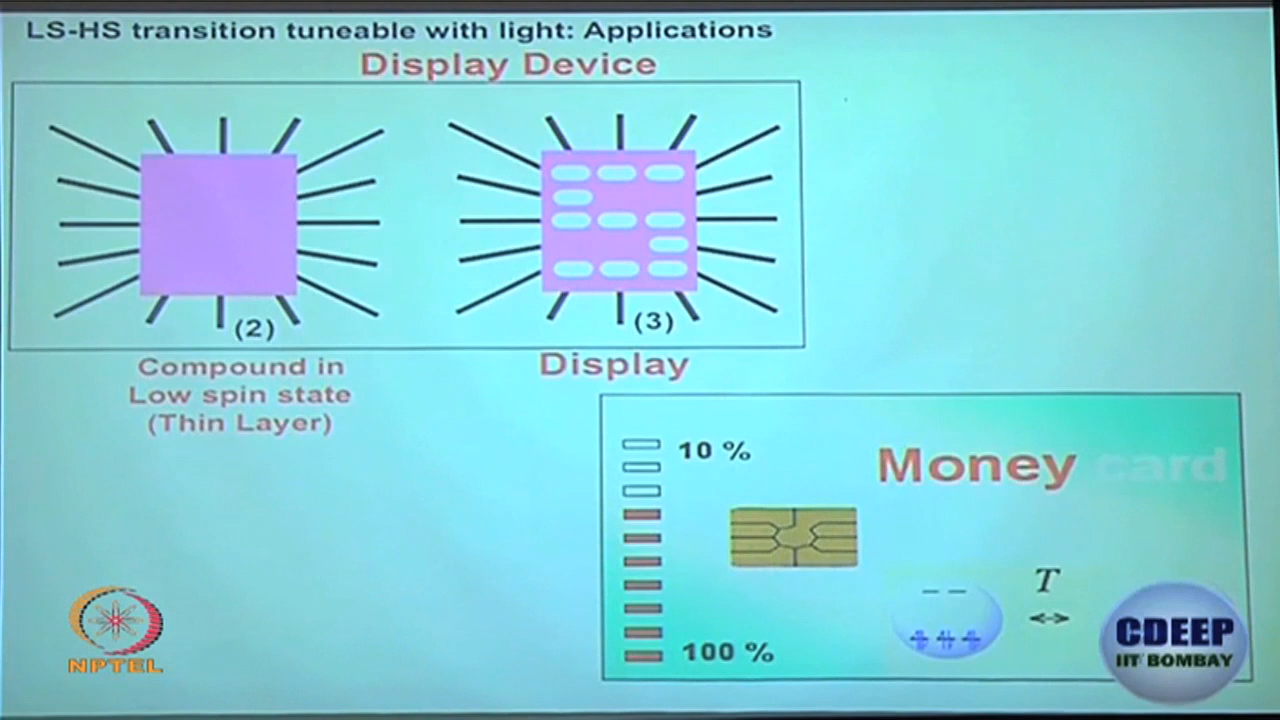 LS-HS transition tuneable with light: Applications
Display Device
(2)
(3)
Compound in
Low spin state
(Thin Layer)
Display
10 %
Money card
T
100 %
NPTEL
CDEEP
IIT BOMBAY